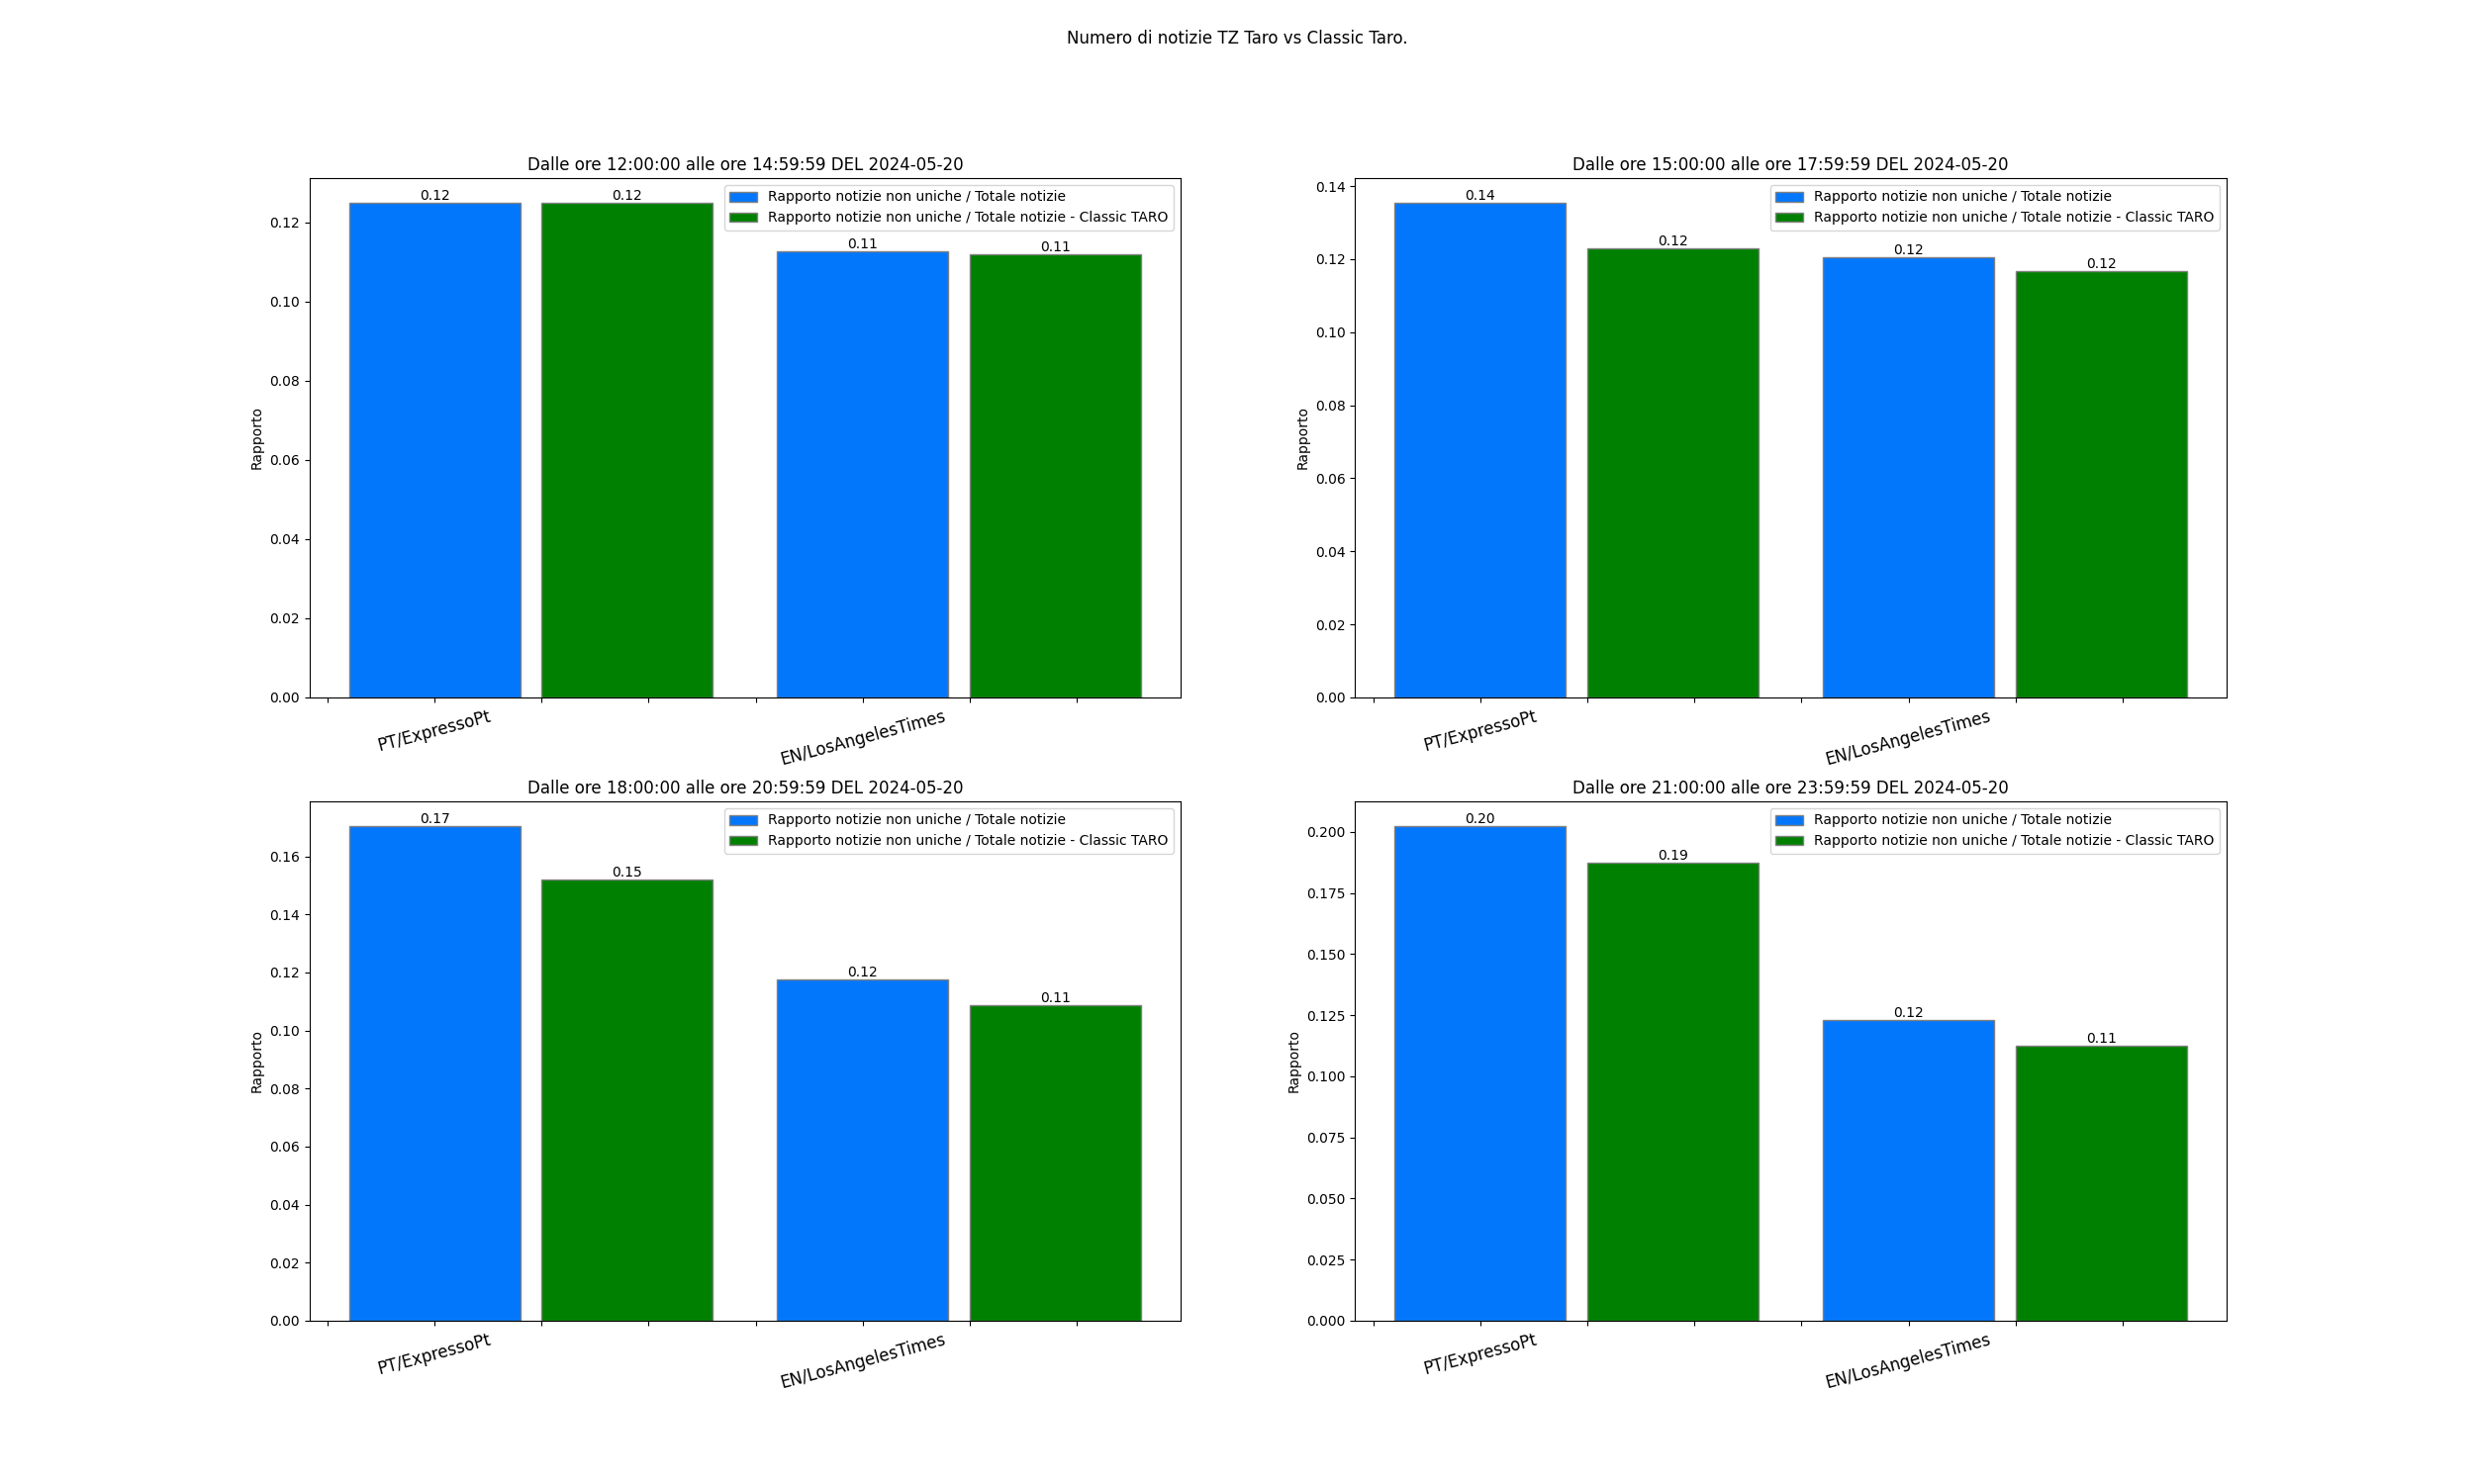 Numero di notizie TZ Taro vs Classic Taro.
Dalle ore 12:00:00 alle ore 14:59:59 DEL 2024-05-20
Rapporto notizie non uniche / Totale notizie
Rapporto notizie non uniche / Totale notizie - Classic TARO
0.12
0.12
0.11
0.11
0.12
0.10
0.08
0.06
0.04
0.02
0.00
Rapporto
PT/ExpressoPt
EN/LosAngelesTimes
Dalle ore 15:00:00 alle ore 17:59:59 DEL 2024-05-20
Rapporto notizie non uniche / Totale notizie
Rapporto notizie non uniche / Totale notizie - Classic TARO
0.14
0.12
0.12
0.12
0.14
0.12
0.10
0.08
0.06
0.04
0.02
0.00
Rapporto
PT/ExpressoPt
EN/LosAngelesTimes
Dalle ore 18:00:00 alle ore 20:59:59 DEL 2024-05-20
Rapporto notizie non uniche / Totale notizie
Rapporto notizie non uniche / Totale notizie - Classic TARO
0.17
0.15
0.12
0.11
0.16
0.14
0.12
0.10
0.08
0.06
0.04
0.02
0.00
Rapporto
PT/ExpressoPt
EN/LosAngelesTimes
Dalle ore 21:00:00 alle ore 23:59:59 DEL 2024-05-20
Rapporto notizie non uniche / Totale notizie
Rapporto notizie non uniche / Totale notizie - Classic TARO
0.20
0.19
0.12
0.11
0.200
0.175
0.150
0.125
0.100
0.075
0.050
0.025
0.000
Rapporto
PT/ExpressoPt
EN/LosAngelesTimes